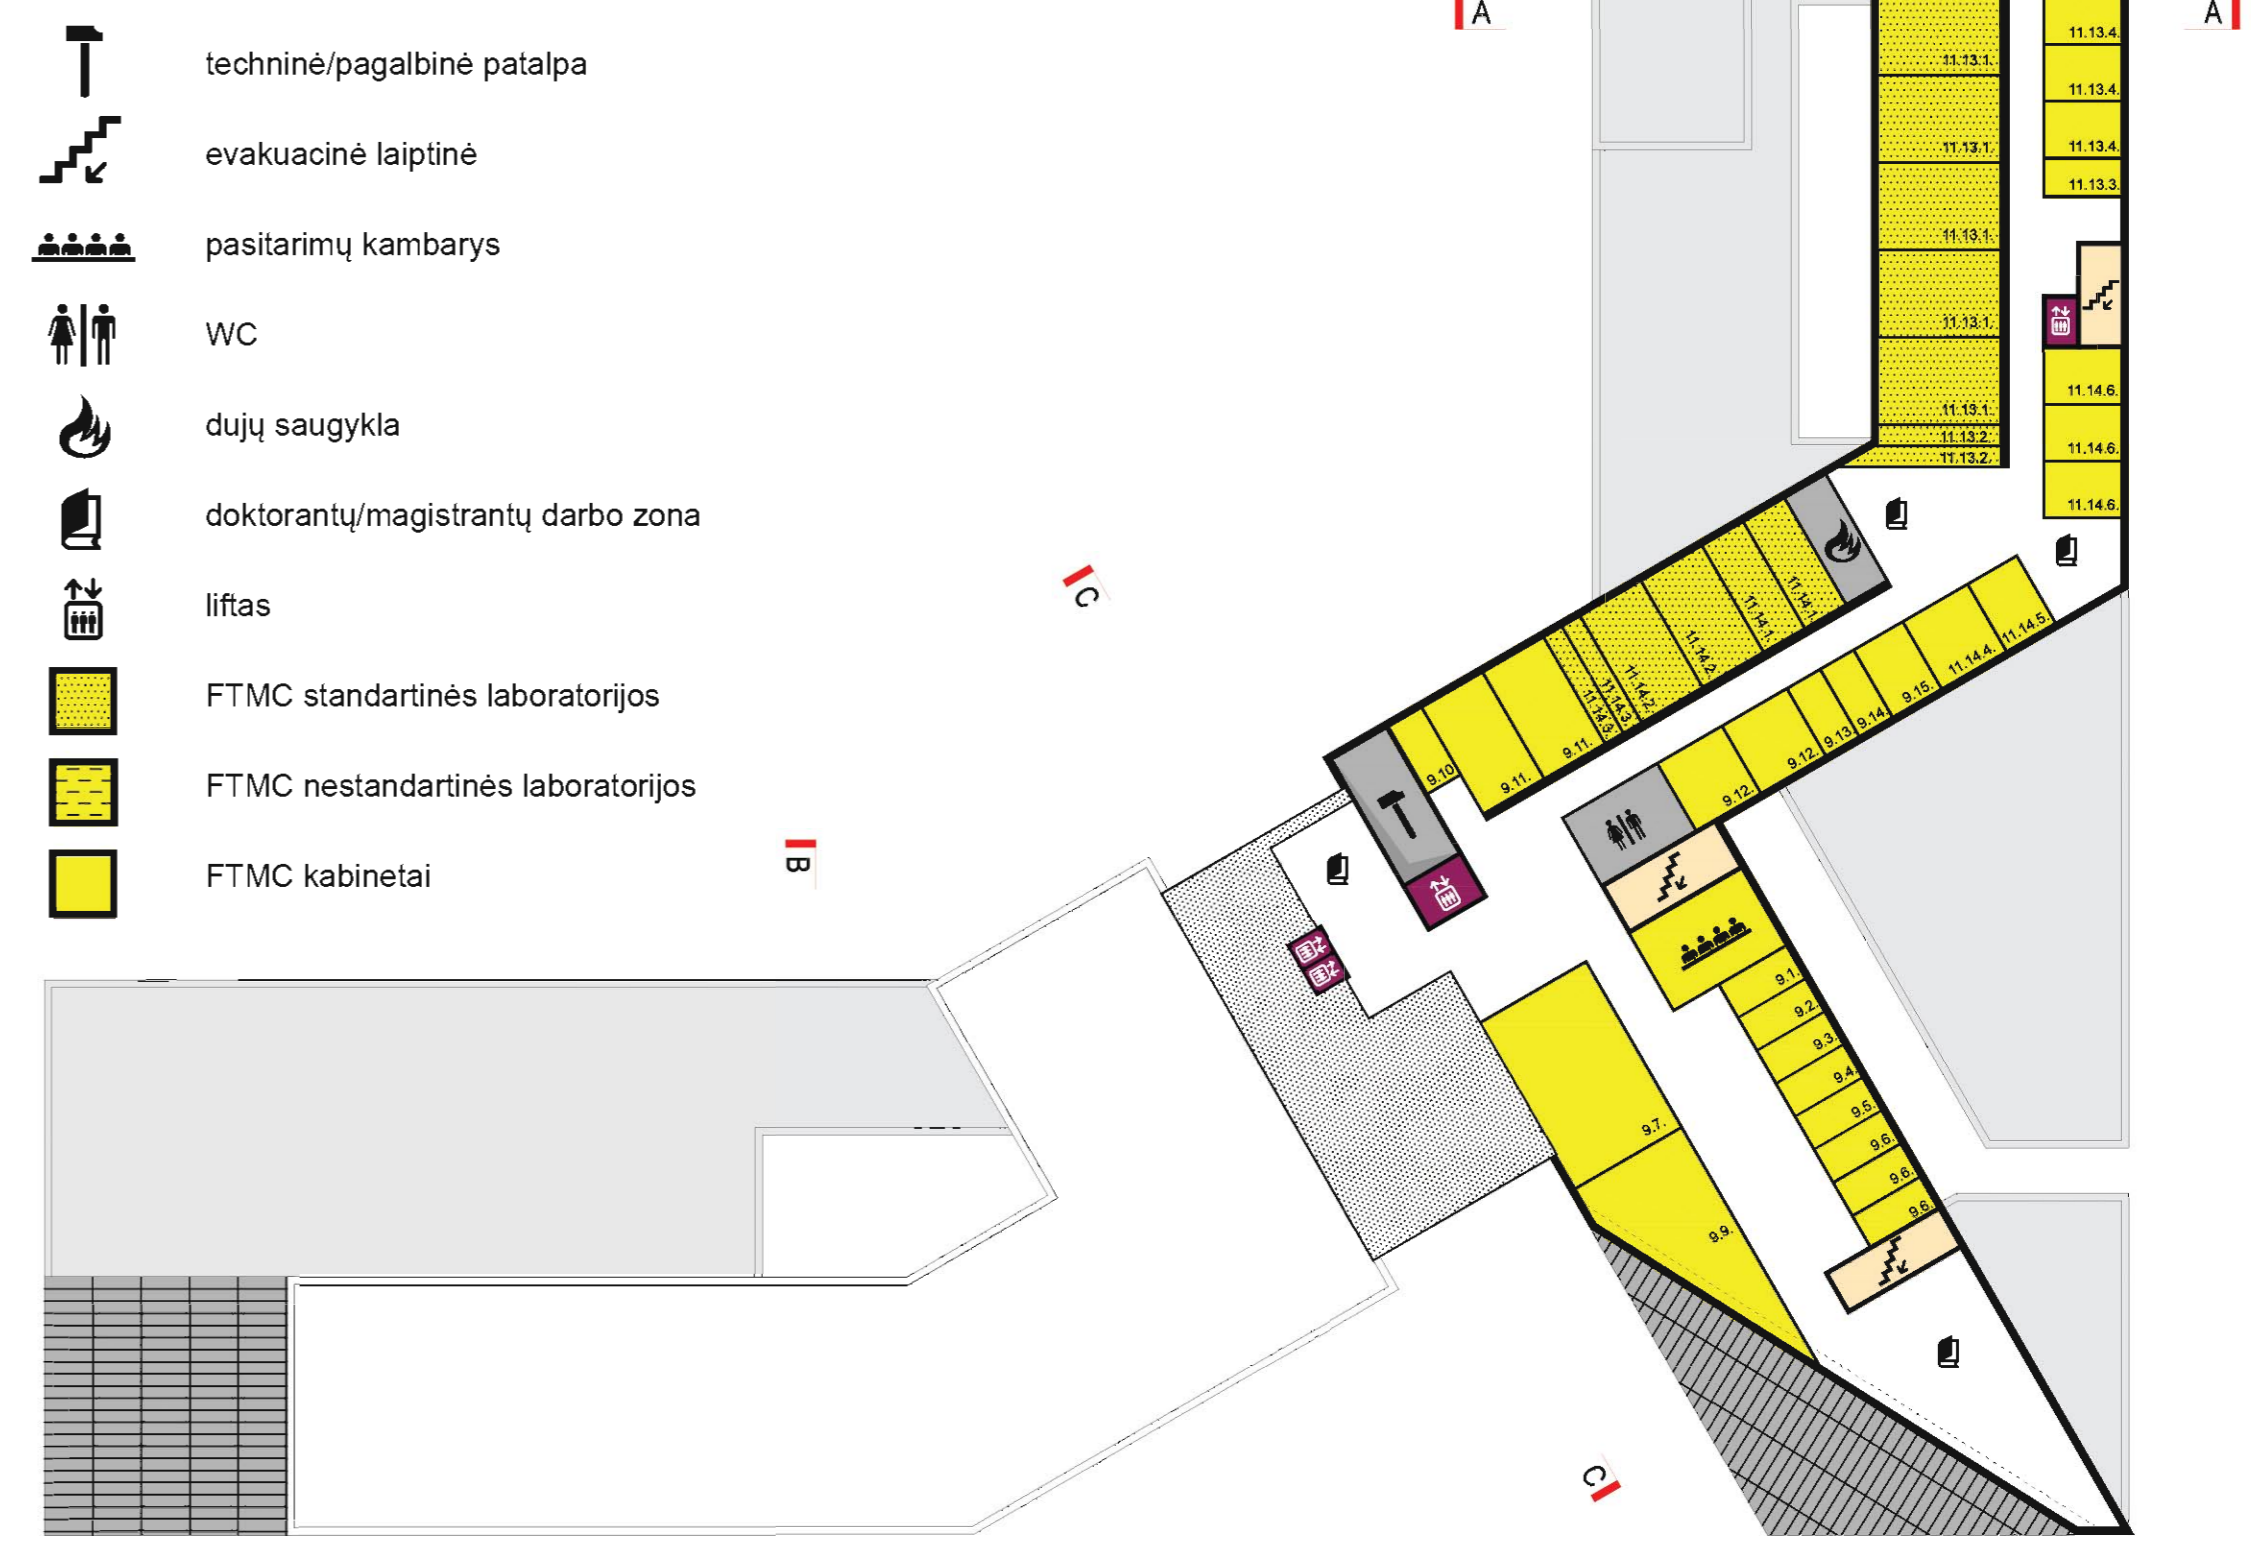 techninė/pagalbinė patalpa
evakuacinė laiptinė
pasitarimų kambarys
WC
dujų saugykla
doktorantų/magistrantų darbo zona
liftas
FTMC standartinės laboratorijos
FTMC nestandartinės laboratorijos
FTMC kabinetai
A
A
C
B
C
11.13.1.
11.13.1.
11.13.1.
11.13.1.
11.13.1.
11.13.2.
11.13.2.
11.13.4.
11.13.4.
11.13.4.
11.13.3.
11.14.6.
11.14.6.
11.14.6.
11.14.1.
11.14.1.
11.14.2.
11.14.2.
11.14.3.
11.14.3.
9.11.
9.11.
9.10
11.14.5.
11.14.4.
9.15.
9.14.
9.13.
9.12.
9.12.
9.1.
9.2.
9.3.
9.4.
9.5.
9.6.
9.6.
9.6.
9.7.
9.9.